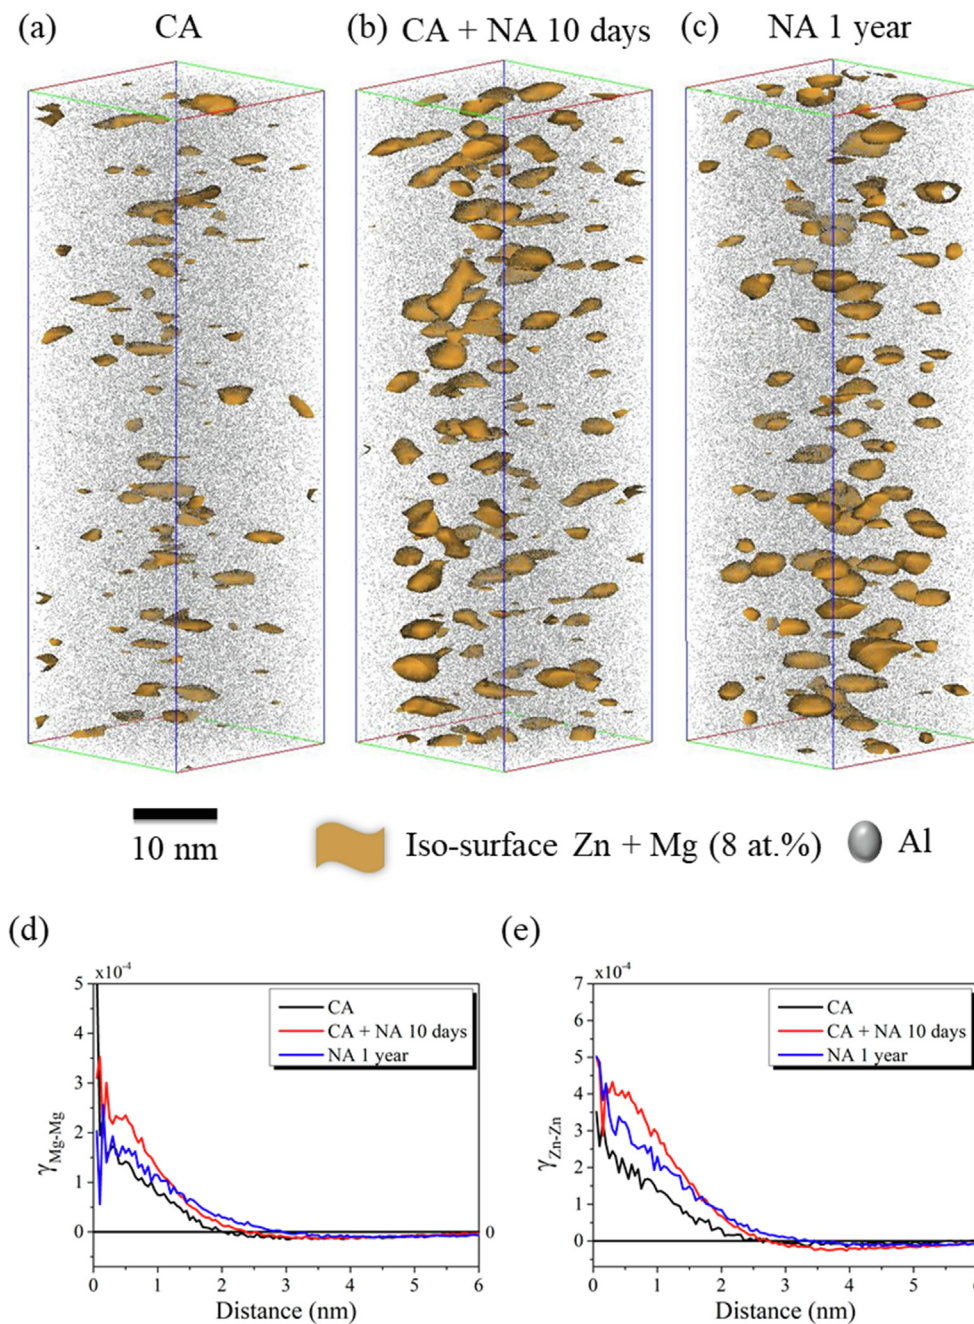 (a) CA
(b) CA + NA 10 days
(c) NA 1 year
10 nm
Iso-surface Zn + Mg (8 at.%)
Al
(d)
x10⁻⁴
5
4
3
2
1
0
0
γMg-Mg
CA
CA + NA 10 days
NA 1 year
0 1 2 3 4 5 6
Distance (nm)
(e)
x10⁻⁴
7
6
5
4
3
2
1
0
γZn-Zn
CA
CA + NA 10 days
NA 1 year
0 1 2 3 4 5
Distance (nm)